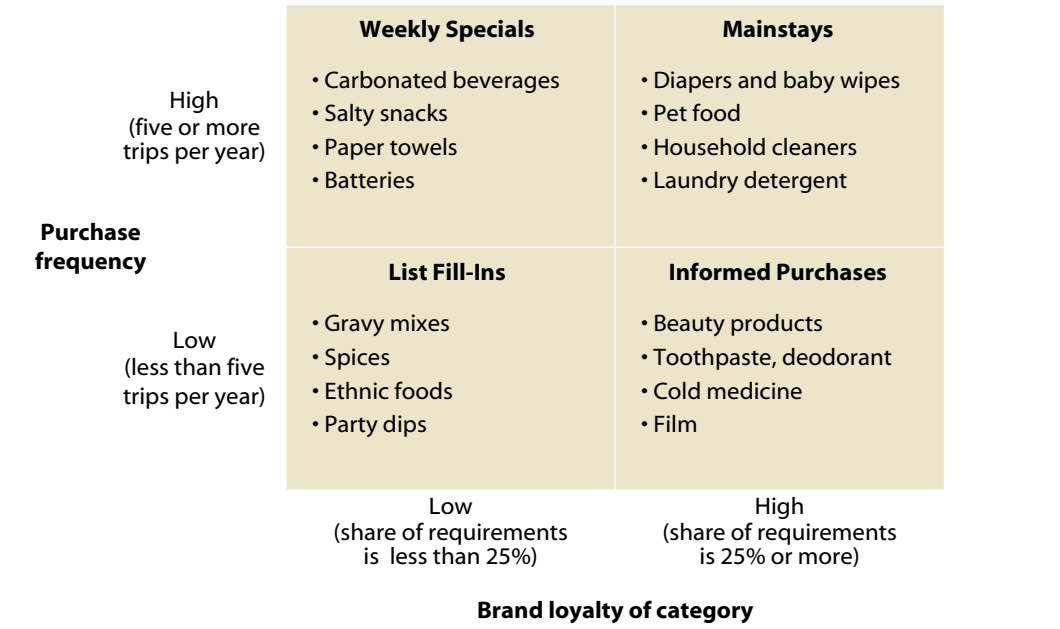 Weekly Specials
• Carbonated beverages
• Salty snacks
• Paper towels
• Batteries
Mainstays
• Diapers and baby wipes
• Pet food
• Household cleaners
• Laundry detergent
High
(five or more
trips per year)
Purchase
frequency
List Fill-Ins
• Gravy mixes
• Spices
• Ethnic foods
• Party dips
Informed Purchases
• Beauty products
• Toothpaste, deodorant
• Cold medicine
• Film
Low
(less than five
trips per year)
Low
(share of requirements
is less than 25%)
High
(share of requirements
is 25% or more)
Brand loyalty of category